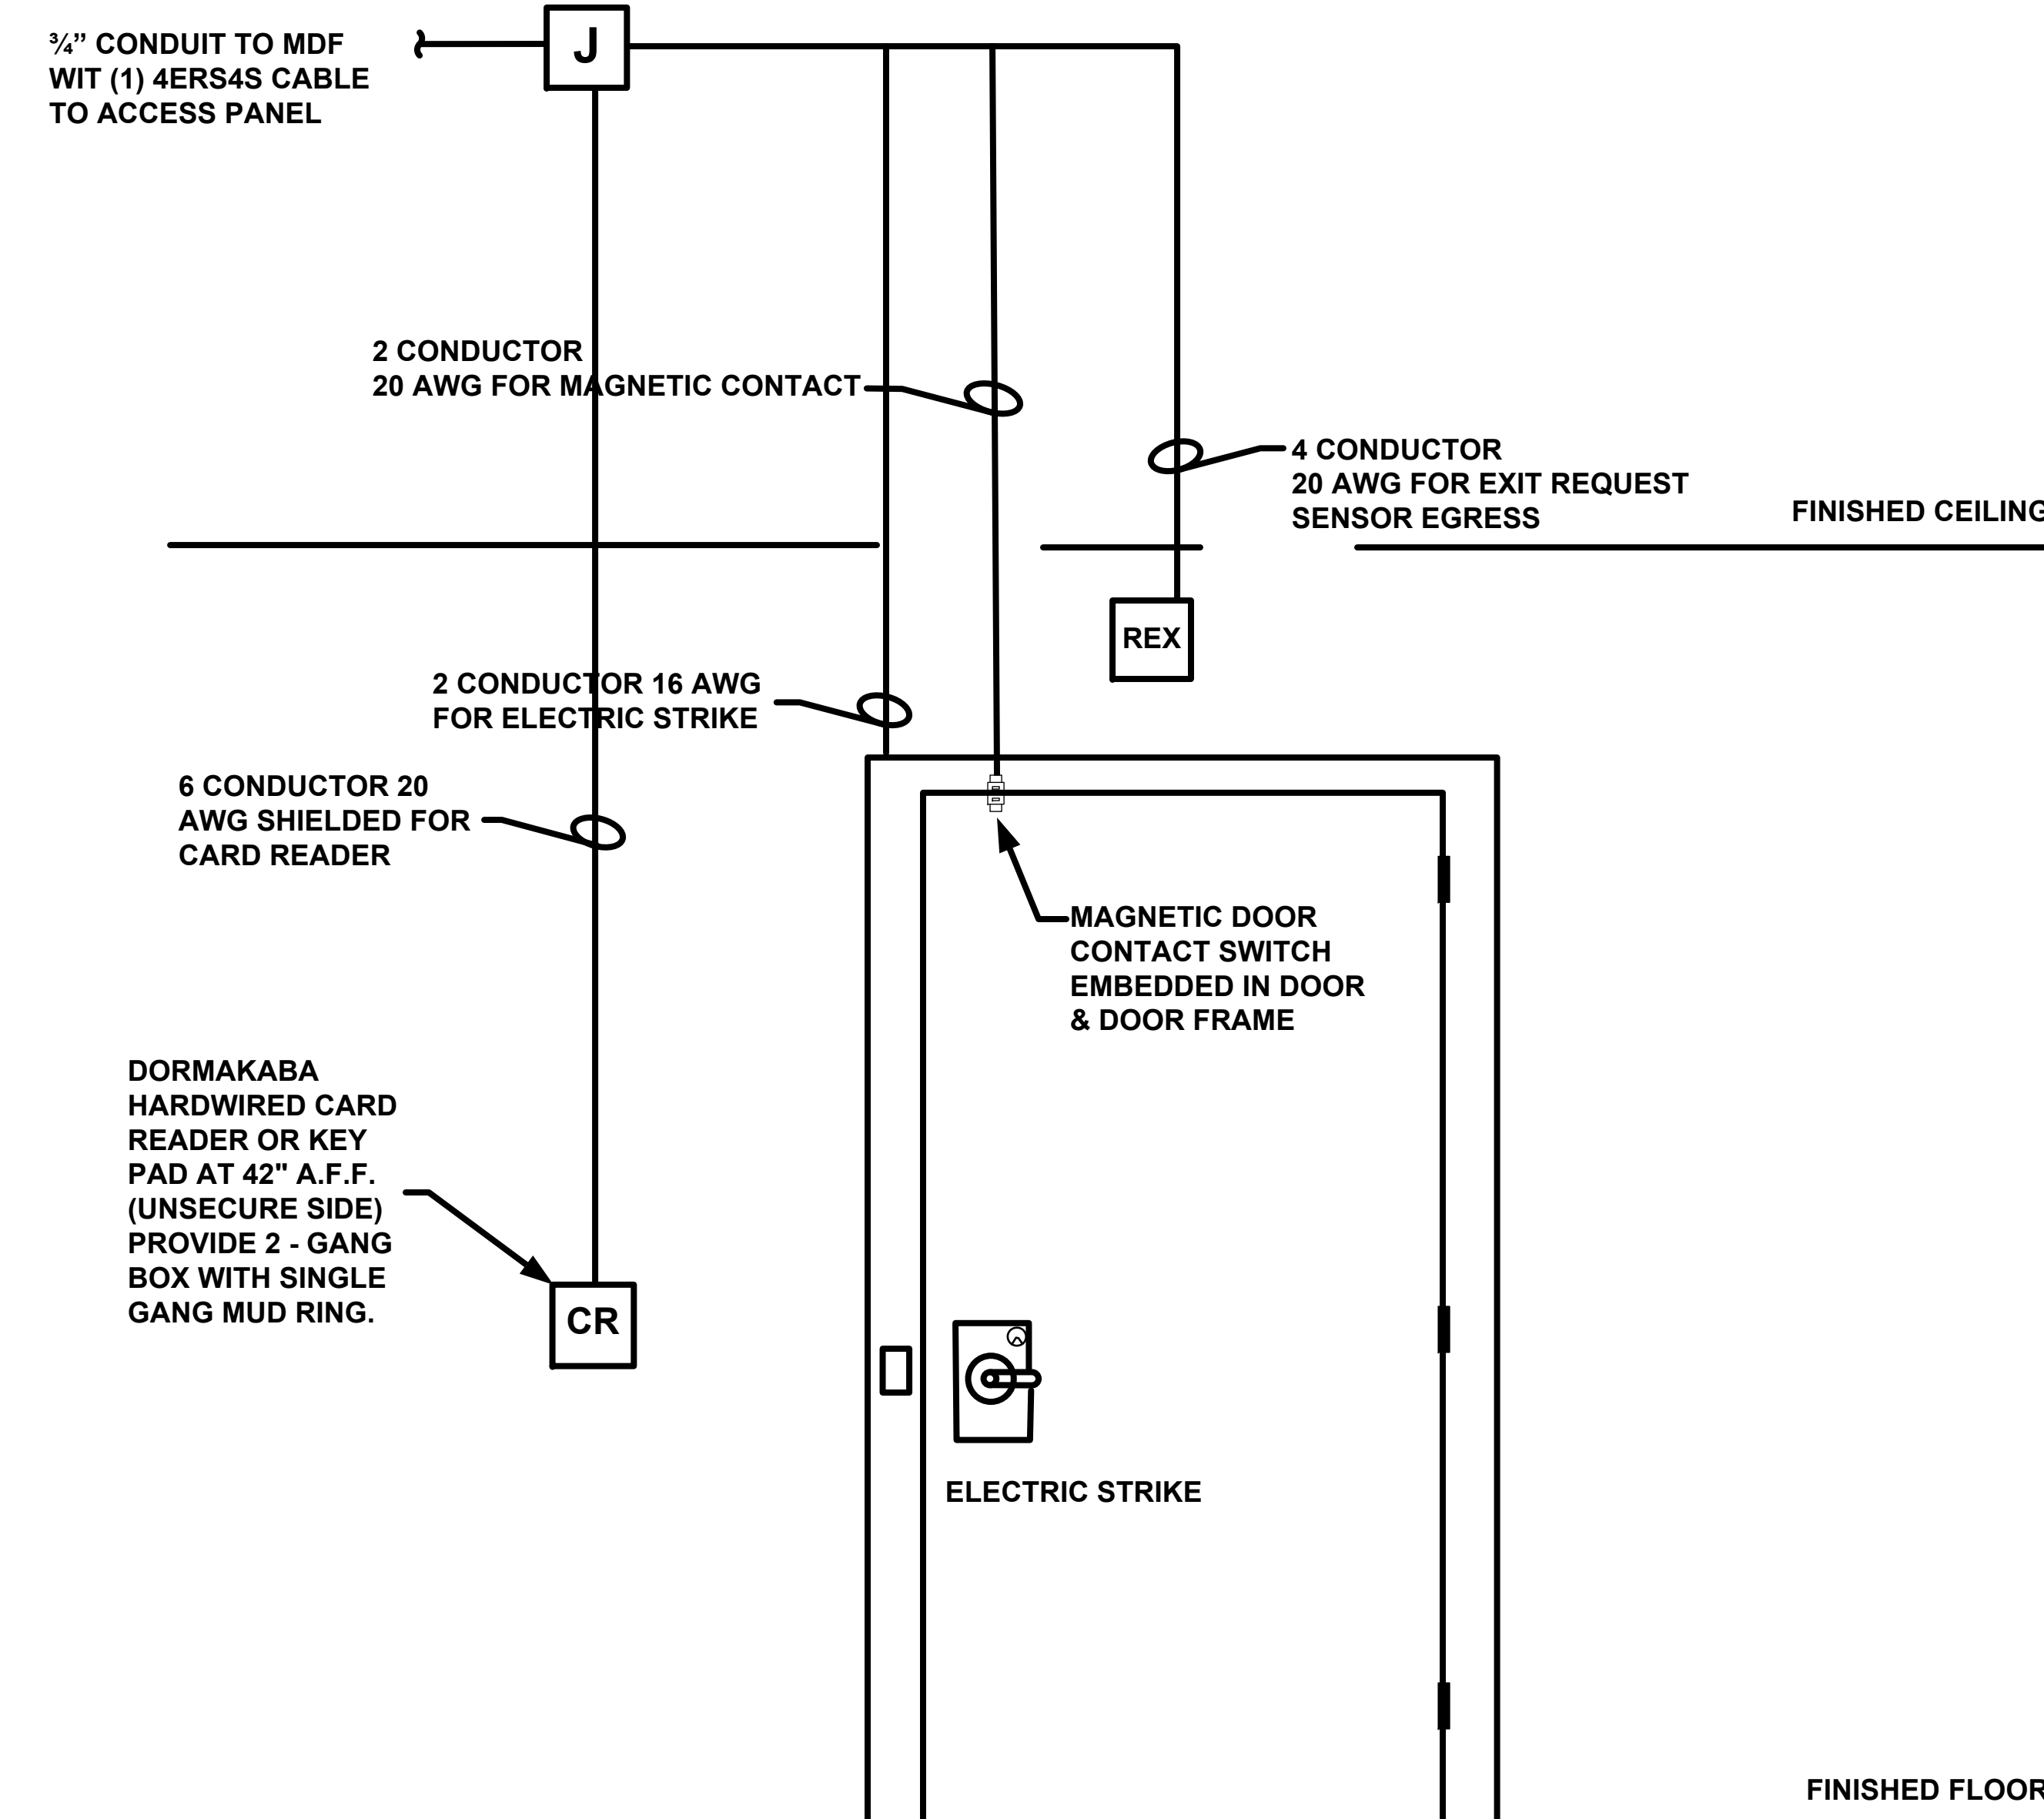 ¾” CONDUIT TO MDF
WIT (1) 4ERS4S CABLE
TO ACCESS PANEL
J
2 CONDUCTOR
20 AWG FOR MAGNETIC CONTACT
4 CONDUCTOR
20 AWG FOR EXIT REQUEST
SENSOR EGRESS
FINISHED CEILING
REX
2 CONDUCTOR 16 AWG
FOR ELECTRIC STRIKE
6 CONDUCTOR 20
AWG SHIELDED FOR
CARD READER
MAGNETIC DOOR
CONTACT SWITCH
EMBEDDED IN DOOR
& DOOR FRAME
DORMAKABA
HARDWIRED CARD
READER OR KEY
PAD AT 42" A.F.F.
(UNSECURE SIDE)
PROVIDE 2 - GANG
BOX WITH SINGLE
GANG MUD RING.
CR
ELECTRIC STRIKE
FINISHED FLOOR